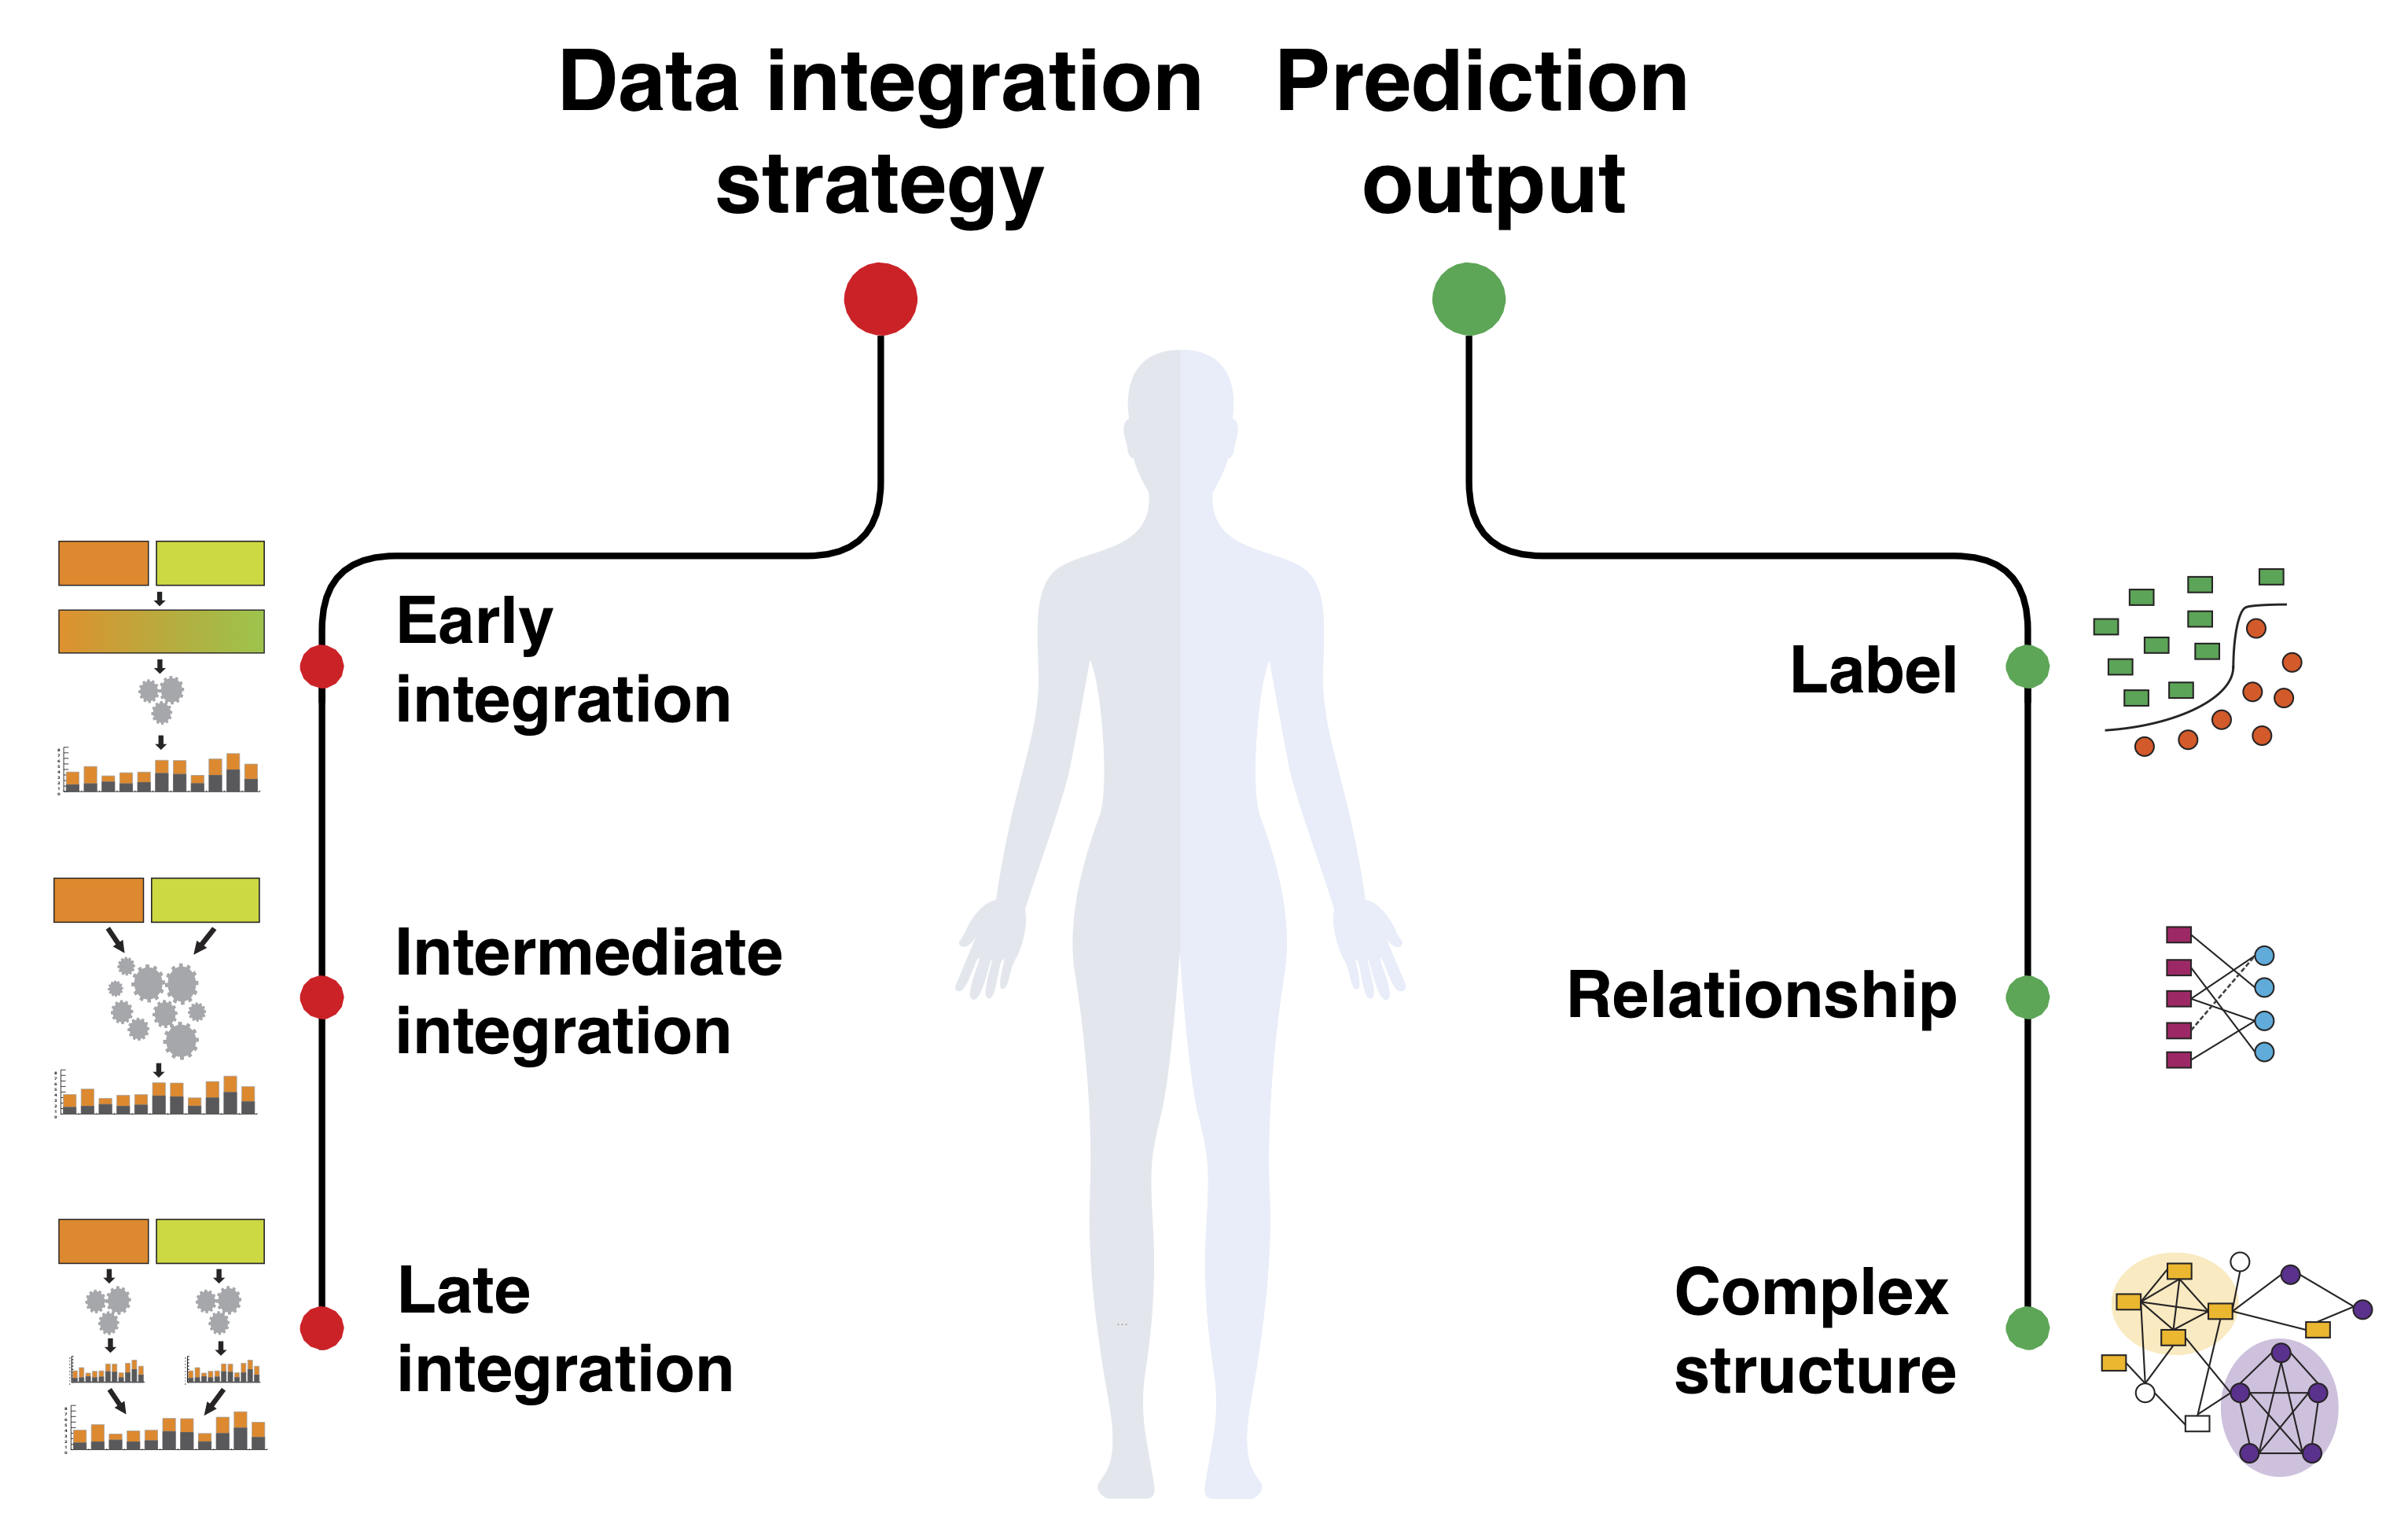 Data integration
strategy
Prediction
output
Early
integration
Intermediate
integration
Late
integration
Label
Relationship
Complex
structure
...